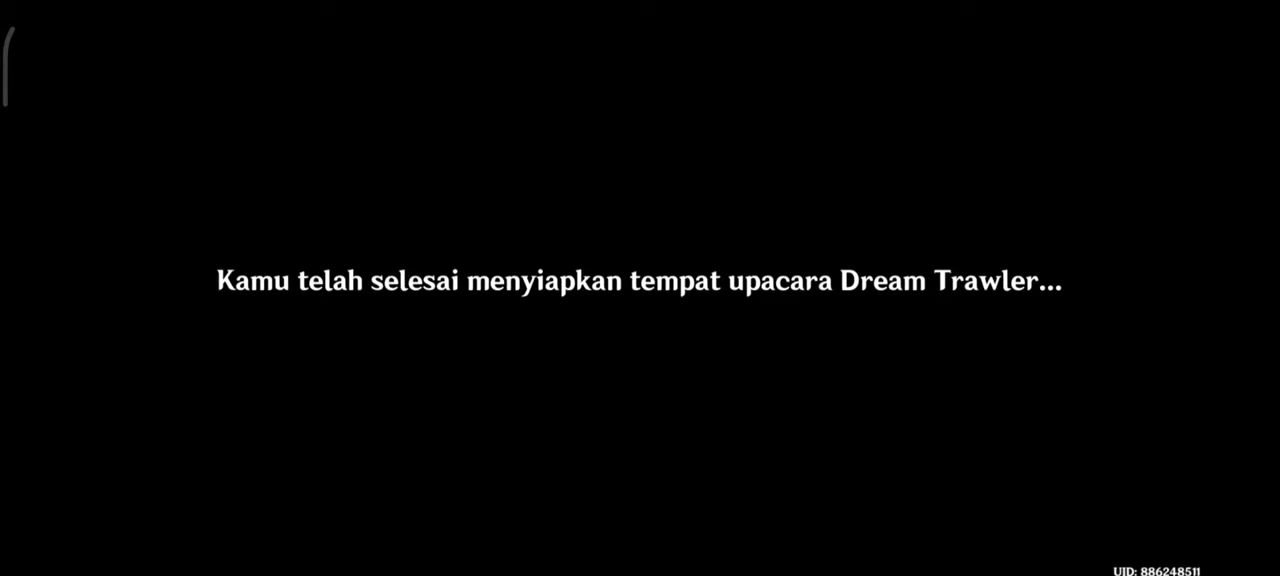 Kamu telah selesai menyiapkan tempat upacara Dream Trawler...
UID: 886248511